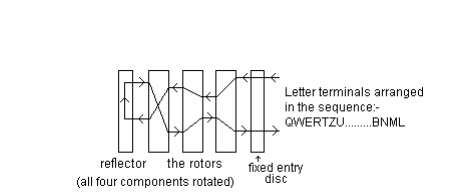 Letter terminals arranged
in the sequence:-
QWERTZU.........BNML
reflector the rotors fixed entry
disc
(all four components rotated)